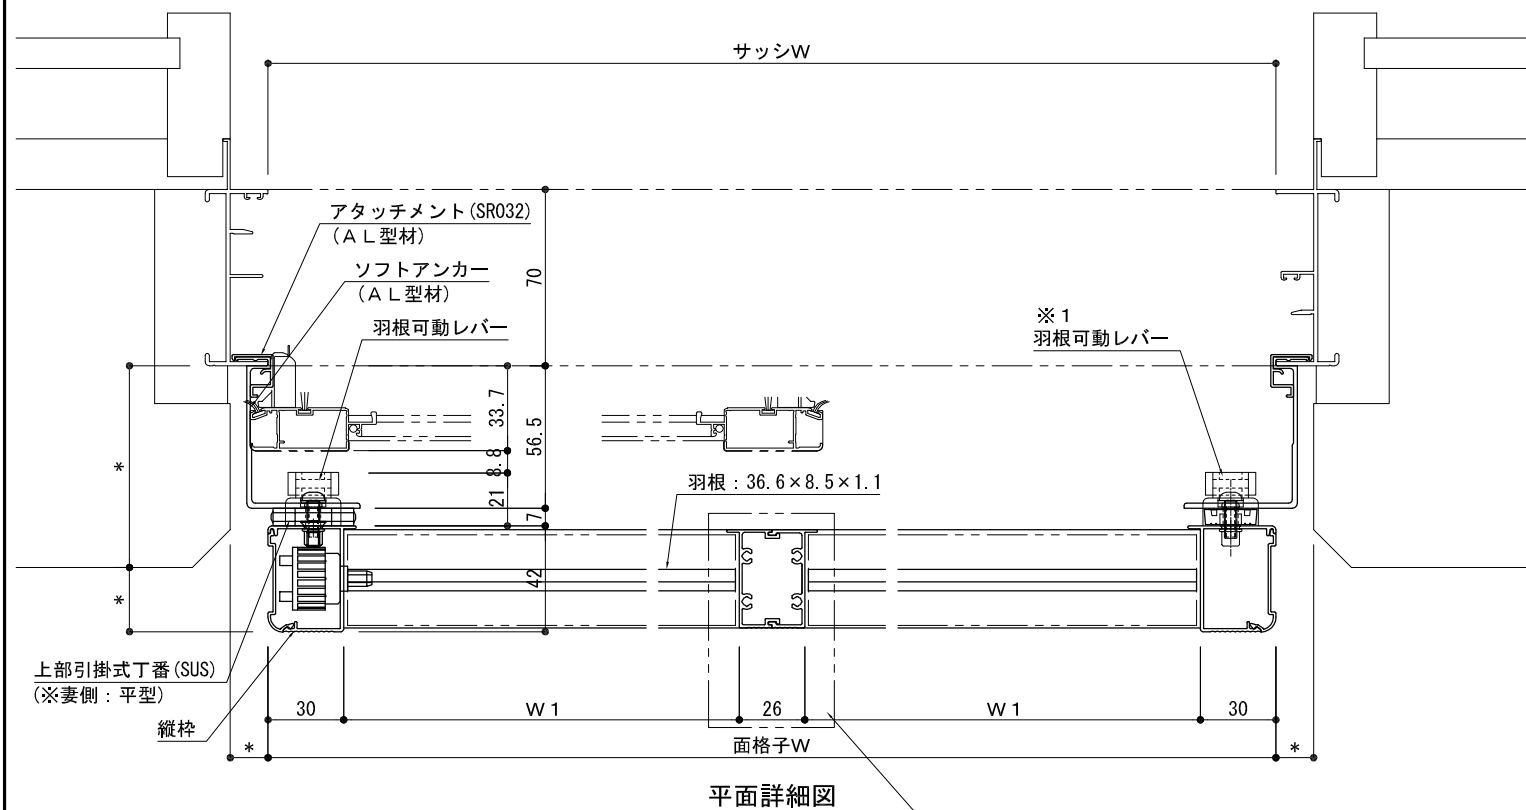 サッシW
アタッチメント(SR032)
(AL型材)
ソフトアンカー
(AL型材)
羽根可動レバー
70
※1
羽根可動レバー
33.7
56.5
8.8
21
7
羽根：36.6×8.5×1.1
*
42
*
上部引掛式丁番(SUS)
(※妻側：平型)
縦枠
30
W1
26
W1
30
*
面格子W
*
平面詳細図